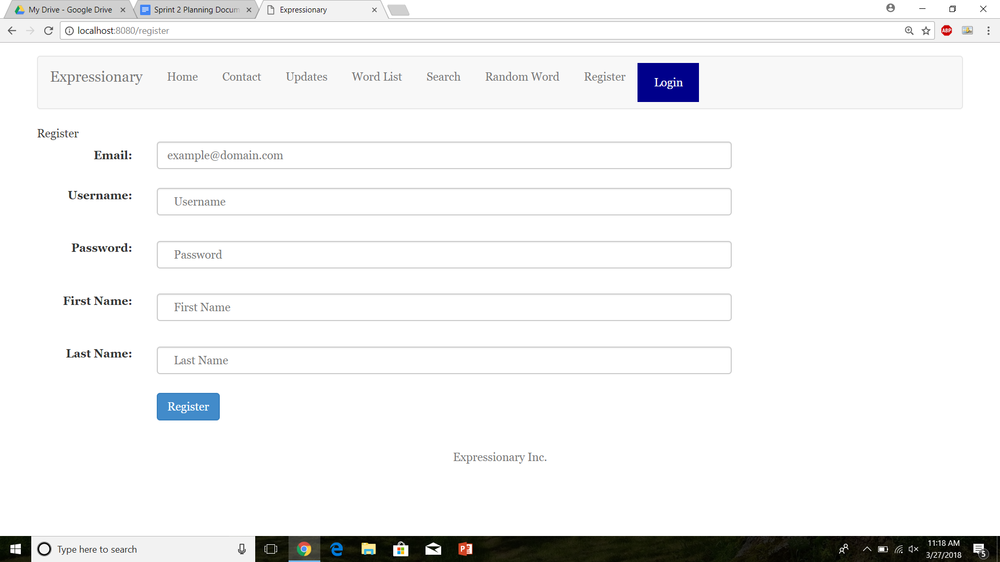 My Drive - Google Drive
Sprint 2 Planning Docum
Expressionary
localhost:8080/register
ABP
Expressionary Home Contact Updates Word List Search Random Word Register Login
Register
Email: example@domain.com
Username: Username
Password: Password
First Name: First Name
Last Name: Last Name
Register
Expressionary Inc.
Type here to search
11:18 AM
3/27/2018
5